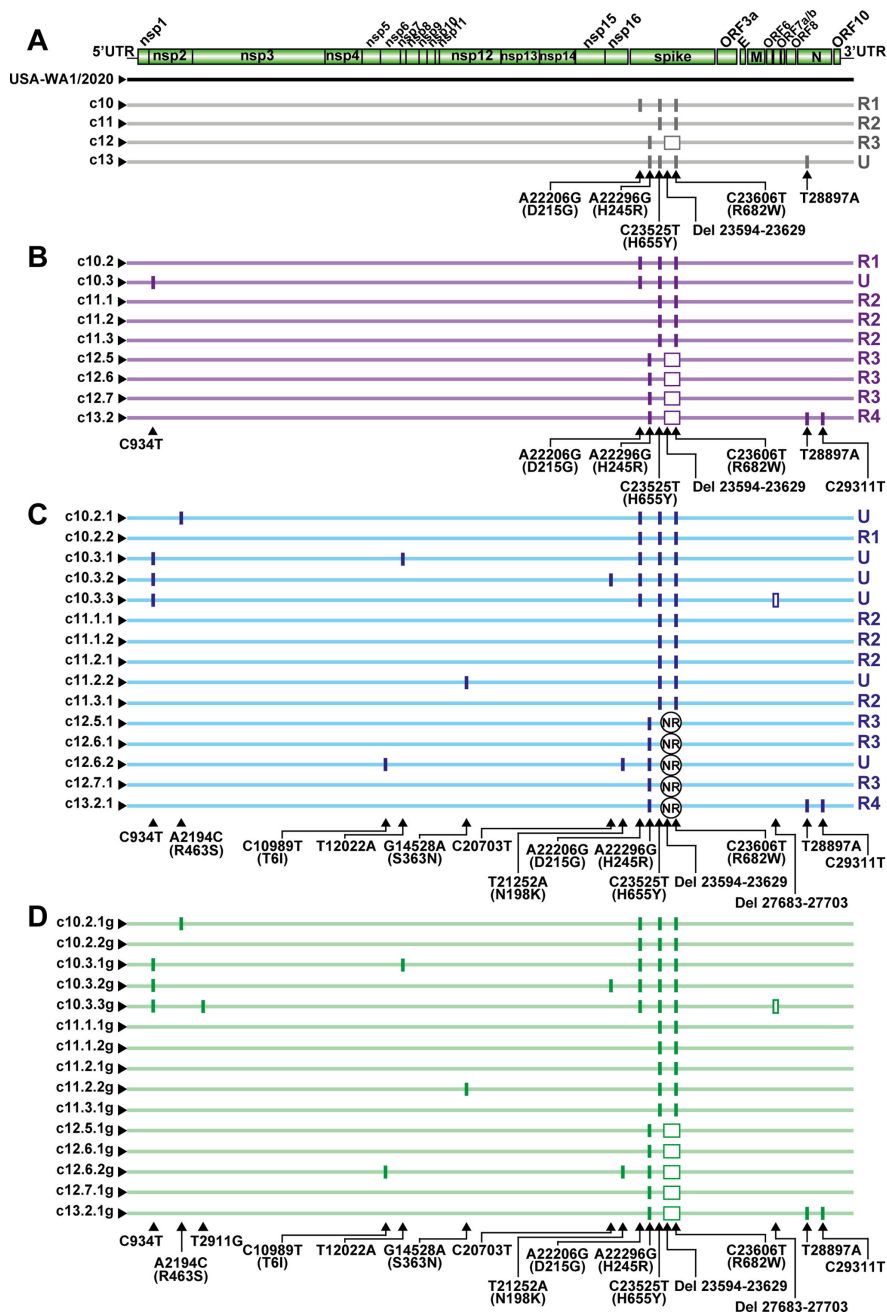 A
5'UTR nsp1 nsp2 nsp3 nsp4 nsp5 nsp6 nsp7 nsp8 nsp9 nsp10 nsp11 nsp12 nsp13 nsp14 nsp15 nsp16 spike ORF3a E M ORF6 ORF7a/b ORF8 N ORF10 3'UTR
USA-WA1/2020
c10 R1
c11 R2
c12 R3
c13 U
A22206G A22296G C23606T T28897A
(D215G) (H245R) (R682W)
C23525T Del 23594-23629
(H655Y)
B
c10.2 R1
c10.3 U
c11.1 R2
c11.2 R2
c11.3 R2
c12.5 R3
c12.6 R3
c12.7 R3
c13.2 R4
C934T A22206G A22296G C23606T T28897A
(D215G) (H245R) (R682W)
C23525T Del 23594-23629 C29311T
(H655Y)
C
c10.2.1 U
c10.2.2 R1
c10.3.1 U
c10.3.2 U
c10.3.3 U
c11.1.1 R2
c11.1.2 R2
c11.2.1 R2
c11.2.2 U
c11.3.1 R2
c12.5.1 NR R3
c12.6.1 NR R3
c12.6.2 NR U
c12.7.1 NR R3
c13.2.1 NR R4
C934T A2194C C10989T T12022A G14528A C20703T A22206G A22296G C23606T T28897A
(R463S) (T6I) (S363N) (D215G) (H245R) (R682W) C29311T
T21252A C23525T Del 23594-23629
(N198K) (H655Y)
Del 27683-27703
D
c10.2.1g
c10.2.2g
c10.3.1g
c10.3.2g
c10.3.3g
c11.1.1g
c11.1.2g
c11.2.1g
c11.2.2g
c11.3.1g
c12.5.1g
c12.6.1g
c12.6.2g
c12.7.1g
c13.2.1g
C934T T2911G C10989T T12022A G14528A C20703T A22206G A22296G C23606T T28897A
A2194C (T6I) (S363N) (D215G) (H245R) (R682W) C29311T
(R463S) T21252A C23525T Del 23594-23629
(N198K) (H655Y)
Del 27683-27703